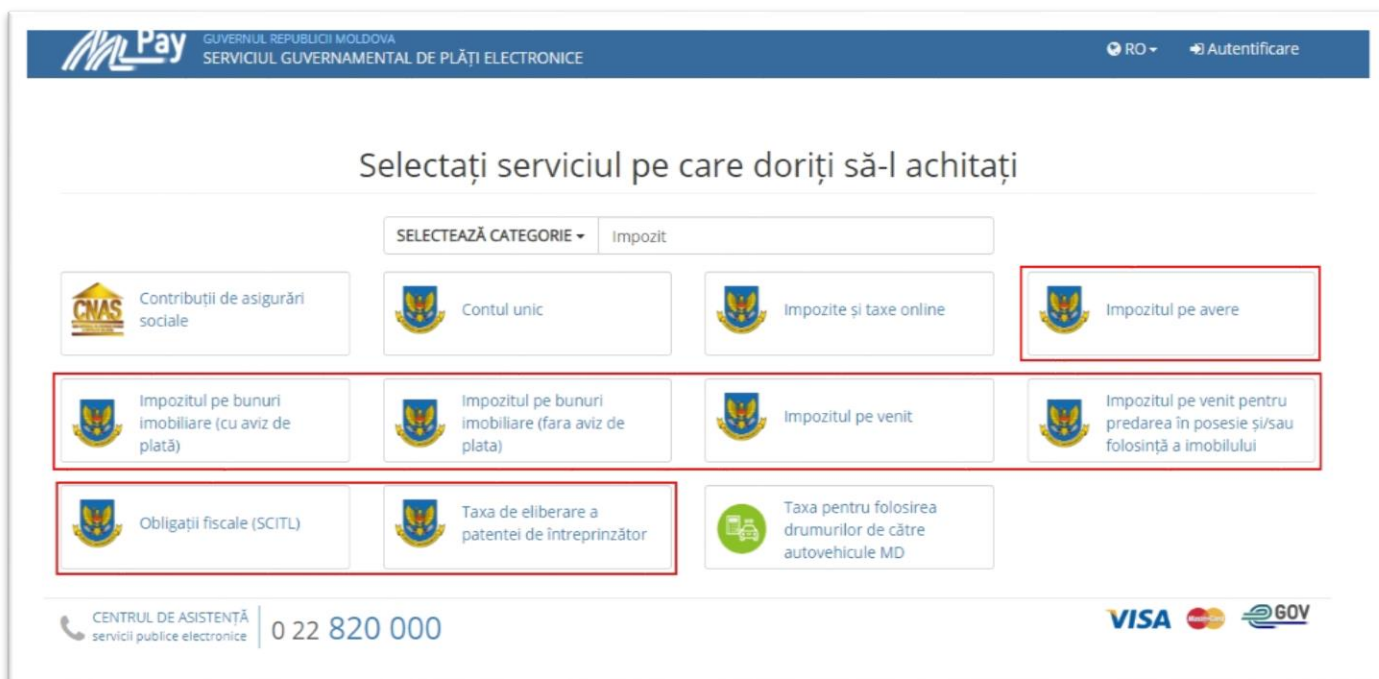 MPay
GUVERNUL REPUBLICII MOLDOVA
SERVICIUL GUVERNAMENTAL DE PLĂȚI ELECTRONICE
RO
Autentificare
Selectați serviciul pe care doriți să-l achitați
SELECTEAZĂ CATEGORIE
Impozit
CNAS
Contribuții de asigurări
sociale
Contul unic
Impozite și taxe online
Impozitul pe avere
Impozitul pe bunuri
imobiliare (cu aviz de
plată)
Impozitul pe bunuri
imobiliare (fara aviz de
plata)
Impozitul pe venit
Impozitul pe venit pentru
predarea în posesie și/sau
folosință a imobilului
Obligații fiscale (SCITL)
Taxa de eliberare a
patentei de întreprinzător
Taxa pentru folosirea
drumurilor de către
autovehicule MD
CENTRUL DE ASISTENȚĂ
servicii publice electronice
0 22 820 000
VISA
MasterCard
eGOV